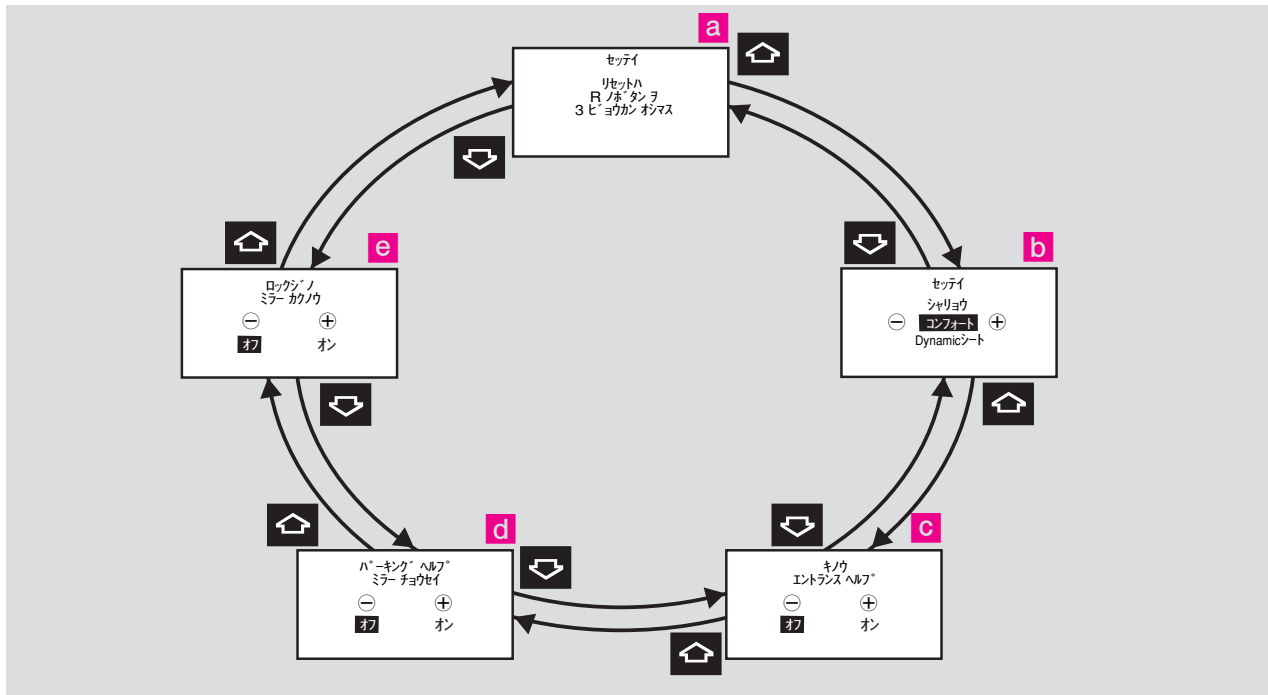 a
セッテイ
リセットハ
R ノボタン ヲ
3 ビョウカン オシマス
e
ロックジノ
ミラー カクノウ
⊖ ⊕
オフ オン
b
セッテイ
シャリョウ
⊖ コンフォート ⊕
Dynamicシート
d
パーキング ヘルプ
ミラー チョウセイ
⊖ ⊕
オフ オン
c
キノウ
エントランス ヘルプ
⊖ ⊕
オフ オン